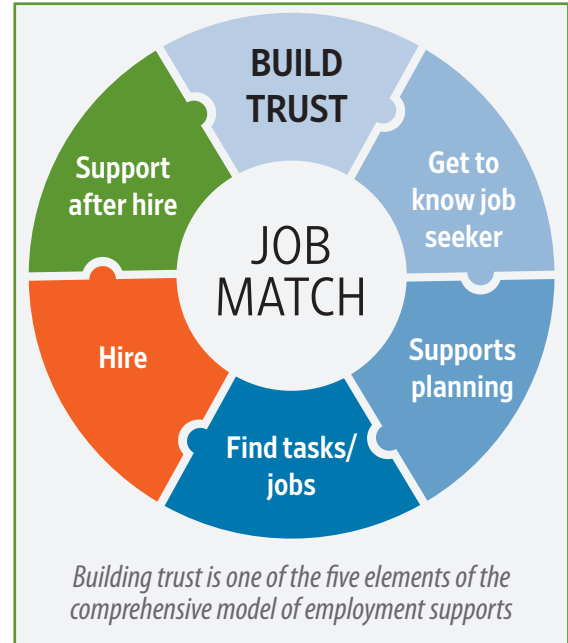 BUILD
TRUST
Get to
know job
seeker
Supports
planning
Find tasks/
jobs
Hire
Support
after hire
JOB
MATCH
Building trust is one of the five elements of the
comprehensive model of employment supports